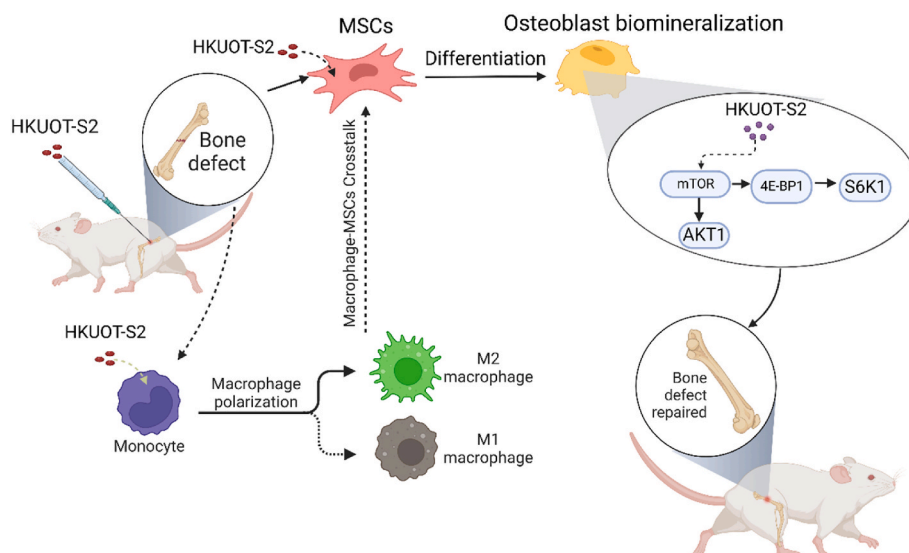 MSCs
Osteoblast biomineralization
HKUOT-S2
Differentiation
HKUOT-S2
Bone
defect
HKUOT-S2
mTOR
4E-BP1
S6K1
AKT1
Macrophage-MSCs Crosstalk
HKUOT-S2
Monocyte
Macrophage
polarization
M2
macrophage
M1
macrophage
Bone
defect
repaired